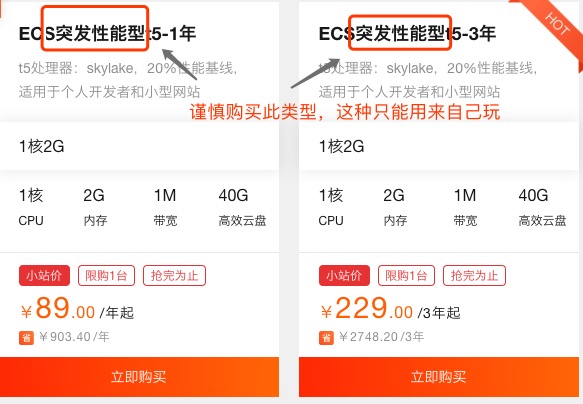 ECS突发性能型t5-1年
t5处理器：skylake，20%性能基线，
适用于个人开发者和小型网站
1核2G
1核 2G 1M 40G
CPU 内存 带宽 高效云盘
小站价 限购1台 抢完为止
¥89.00 /年起
省 ¥903.40 /年
立即购买
HOT
ECS突发性能型t5-3年
t5处理器：skylake，20%性能基线，
适用于个人开发者和小型网站
谨慎购买此类型，这种只能用来自己玩
1核2G
1核 2G 1M 40G
CPU 内存 带宽 高效云盘
小站价 限购1台 抢完为止
¥229.00 /3年起
省 ¥2748.20 /3年
立即购买